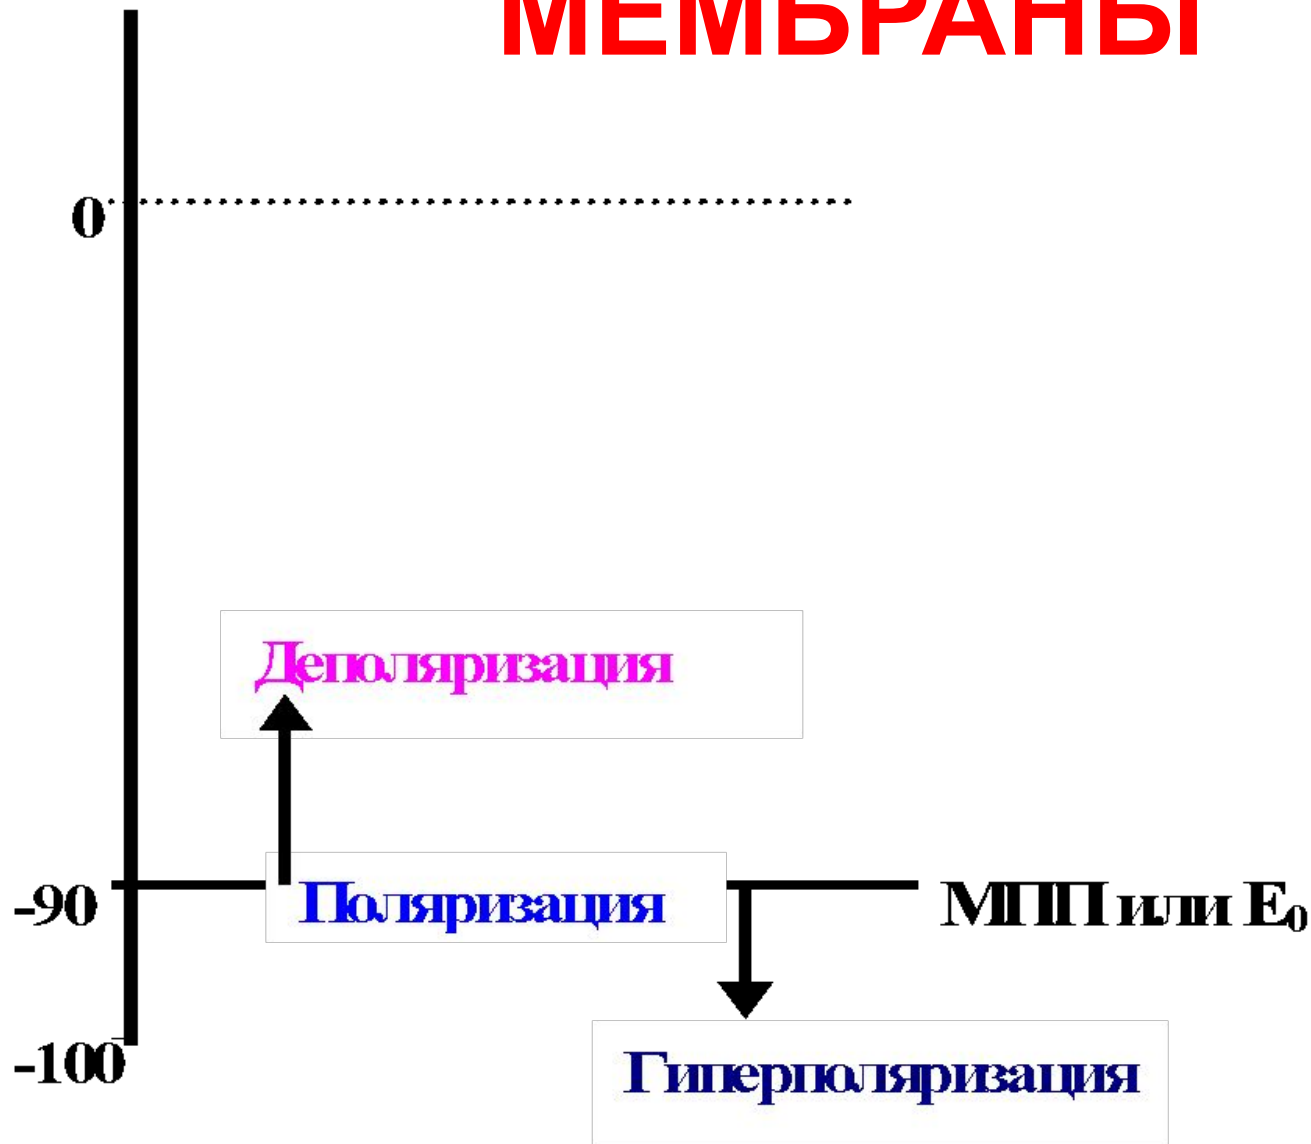 МЕМБРАНЫ
0
Деполяризация
-90
Поляризация
МПП или E₀
-100
Гиперполяризация